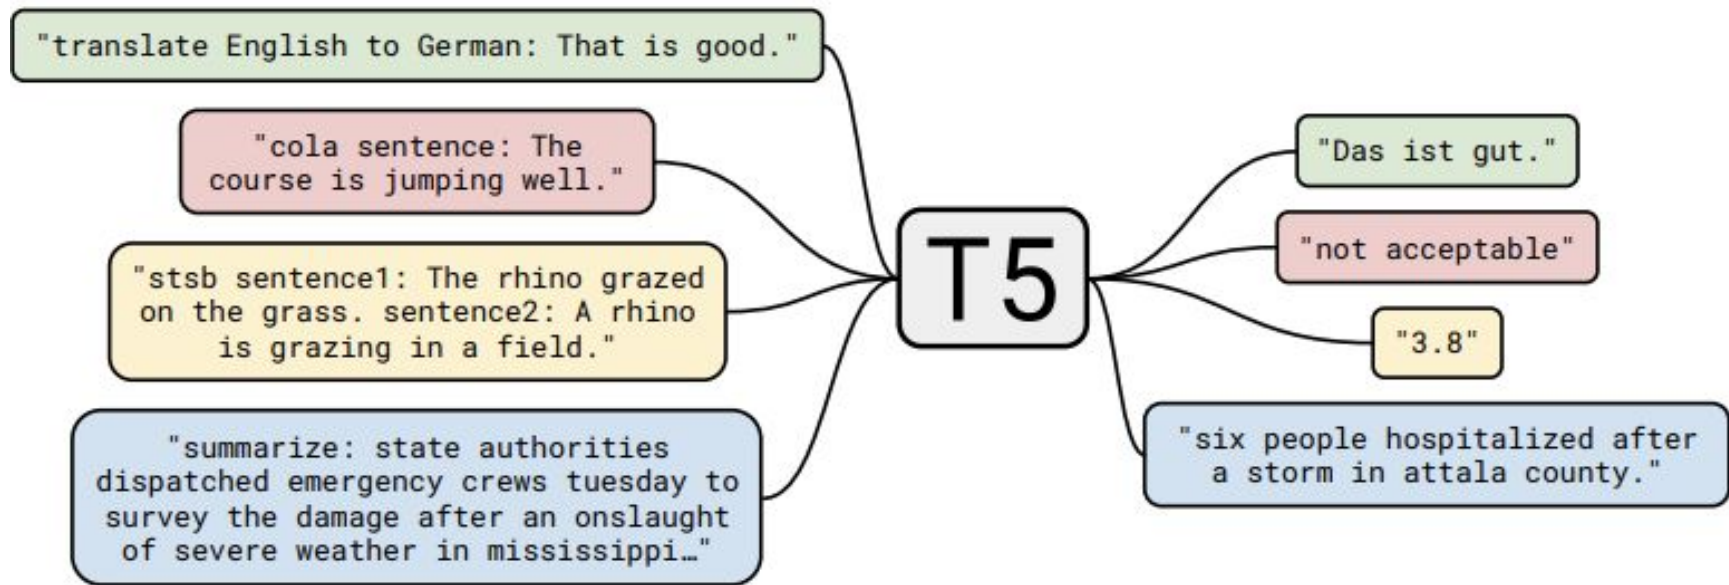 "translate English to German: That is good."
"cola sentence: The
course is jumping well."
"stsb sentence1: The rhino grazed
on the grass. sentence2: A rhino
is grazing in a field."
"summarize: state authorities
dispatched emergency crews tuesday to
survey the damage after an onslaught
of severe weather in mississippi…"
T5
"Das ist gut."
"not acceptable"
"3.8"
"six people hospitalized after
a storm in attala county."